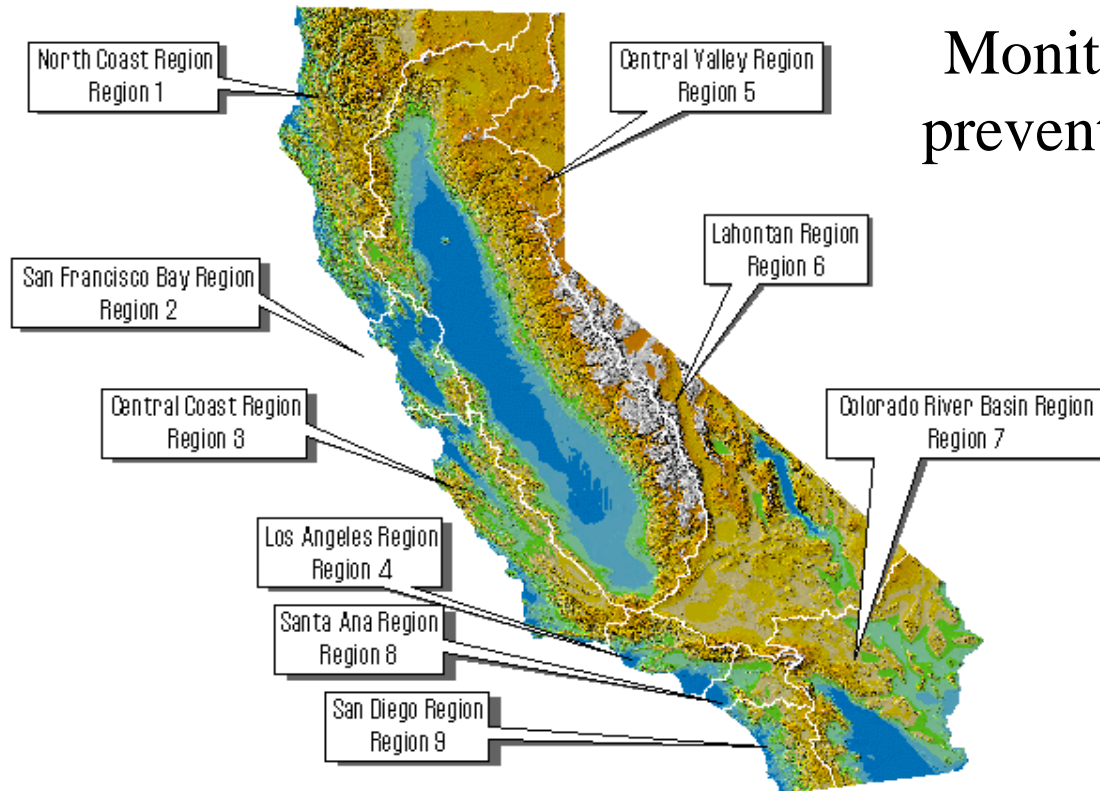 Monit
prevent
North Coast Region
Region 1
Central Valley Region
Region 5
Lahontan Region
Region 6
San Francisco Bay Region
Region 2
Central Coast Region
Region 3
Colorado River Basin Region
Region 7
Los Angeles Region
Region 4
Santa Ana Region
Region 8
San Diego Region
Region 9